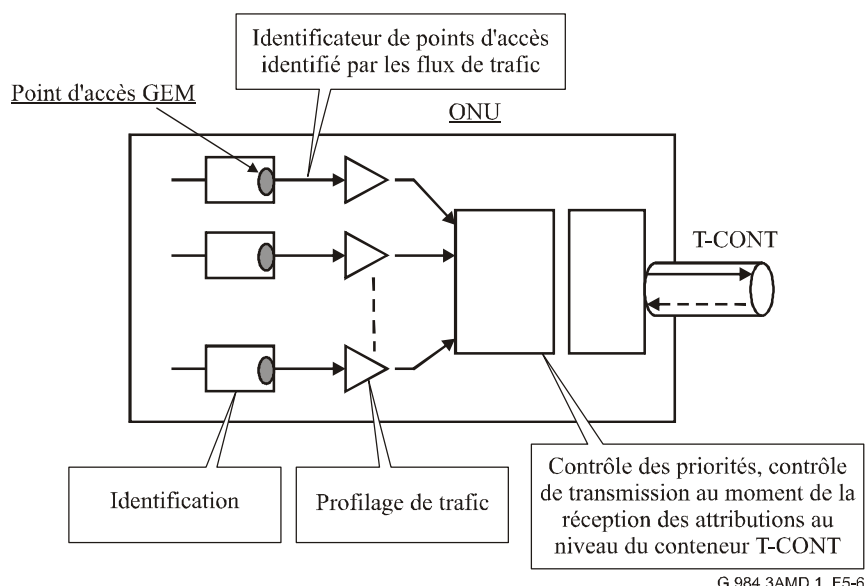 Identificateur de points d'accès
identifié par les flux de trafic
Point d'accès GEM
ONU
T-CONT
Identification
Profilage de trafic
Contrôle des priorités, contrôle
de transmission au moment de la
réception des attributions au
niveau du conteneur T-CONT
G.984.3AMD.1_F5-6